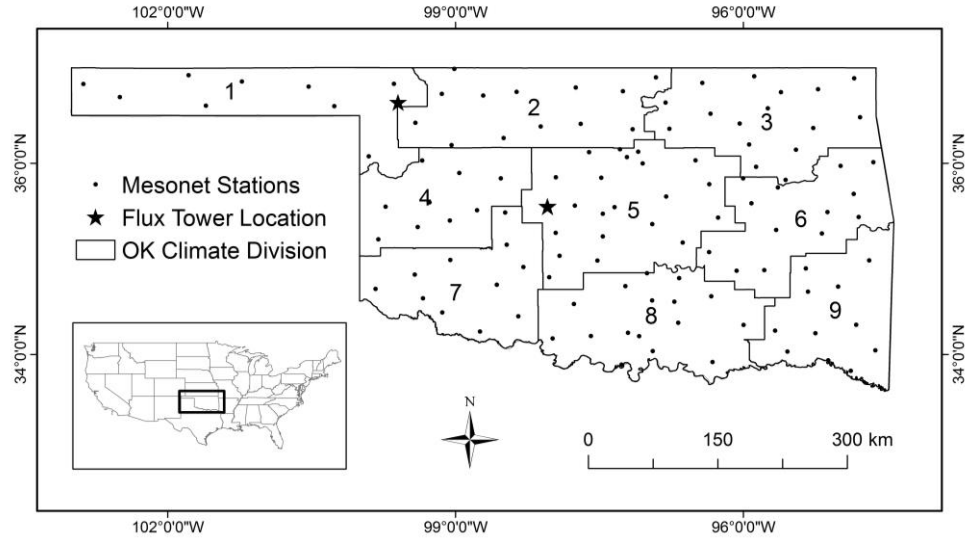 102°0'0"W 99°0'0"W 96°0'0"W
1
2
3
36°0'0"N
36°0'0"N
4
Mesonet Stations
Flux Tower Location
OK Climate Division
5
6
7
8
9
34°0'0"N
34°0'0"N
N
0 150 300 km
102°0'0"W 99°0'0"W 96°0'0"W